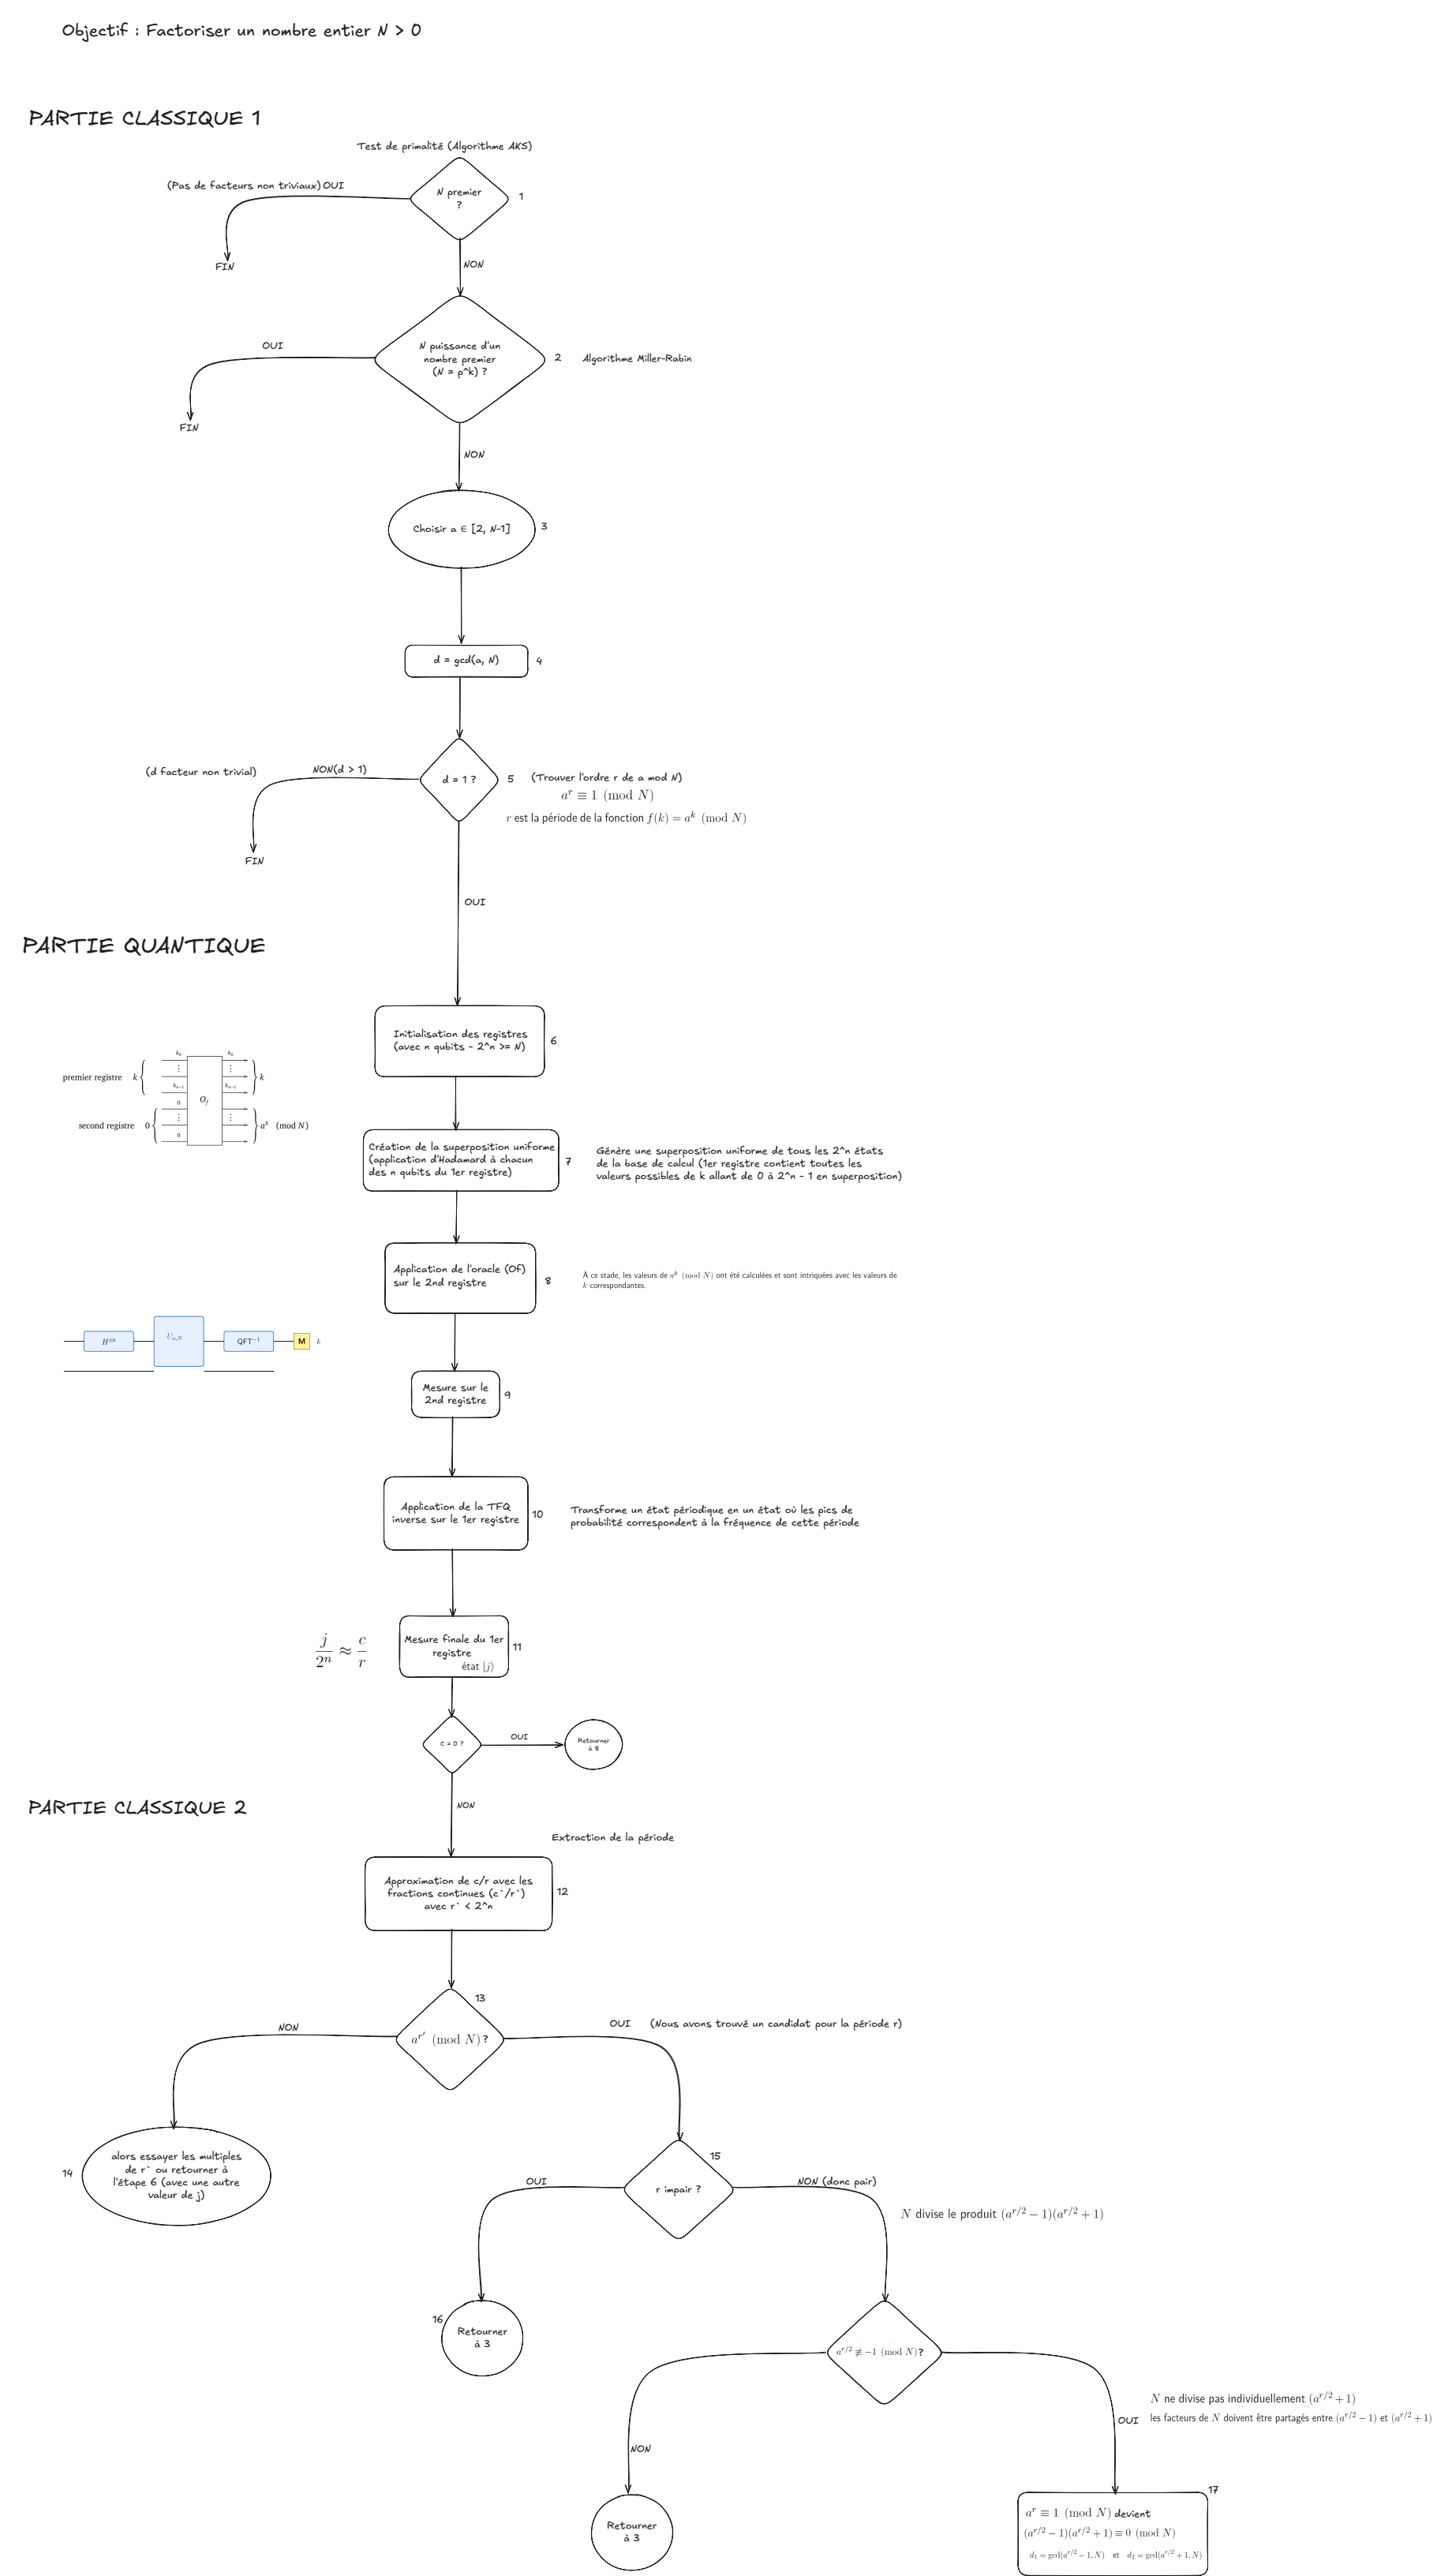 Objectif : Factoriser un nombre entier N > 0
PARTIE CLASSIQUE 1
Test de primalité (Algorithme AKS)
N premier
?
1
(Pas de facteurs non triviaux) OUI
FIN
NON
N puissance d'un
nombre premier
(N = p^k) ?
2
Algorithme Miller-Rabin
OUI
FIN
NON
Choisir a ∈ [2, N-1]
3
d = gcd(a, N)
4
(d facteur non trivial)
NON(d > 1)
d = 1 ?
5
(Trouver l'ordre r de a mod N)
a^r ≡ 1 (mod N)
r est la période de la fonction f(k) = a^k (mod N)
FIN
OUI
PARTIE QUANTIQUE
Initialisation des registres
(avec n qubits - 2^n >= N)
6
k₀
k₀
⋮
⋮
premier registre
k
k
kₙ₋₁
kₙ₋₁
O_f
0
second registre
0
⋮
⋮
a^k (mod N)
0
Création de la superposition uniforme
(application d'Hadamard à chacun
des n qubits du 1er registre)
7
Génère une superposition uniforme de tous les 2^n états
de la base de calcul (1er registre contient toutes les
valeurs possibles de k allant de 0 à 2^n - 1 en superposition)
Application de l'oracle (Of)
sur le 2nd registre
8
À ce stade, les valeurs de a^k (mod N) ont été calculées et sont intriquées avec les valeurs de
k correspondantes.
U_{a,N}
QFT⁻¹
M
k
Mesure sur le
2nd registre
9
Application de la TFQ
inverse sur le 1er registre
10
Transforme un état périodique en un état où les pics de
probabilité correspondent à la fréquence de cette période
j/2^n ≈ c/r
Mesure finale du 1er
registre
état |j⟩
11
c = 0 ?
OUI
Retourner
à 8
PARTIE CLASSIQUE 2
NON
Extraction de la période
Approximation de c/r avec les
fractions continues (c`/r`)
avec r` < 2^n
12
13
a^{r'} (mod N) ?
NON
OUI
(Nous avons trouvé un candidat pour la période r)
14
alors essayer les multiples
de r` ou retourner à
l'étape 6 (avec une autre
valeur de j)
15
r impair ?
OUI
NON (donc pair)
N divise le produit (a^{r/2} − 1)(a^{r/2} + 1)
16
Retourner
à 3
a^{r/2} ≢ −1 (mod N) ?
N ne divise pas individuellement (a^{r/2} + 1)
OUI
les facteurs de N doivent être partagés entre (a^{r/2} − 1) et (a^{r/2} + 1)
NON
Retourner
à 3
17
a^r ≡ 1 (mod N) devient
(a^{r/2} − 1)(a^{r/2} + 1) ≡ 0 (mod N)
d₁ = gcd(a^{r/2} − 1, N) et d₂ = gcd(a^{r/2} + 1, N)